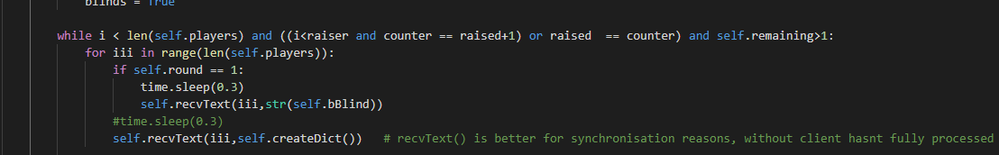 blinds = True
while i < len(self.players) and ((i<raiser and counter == raised+1) or raised  == counter) and self.remaining>1:
for iii in range(len(self.players)):
if self.round == 1:
time.sleep(0.3)
self.recvText(iii,str(self.bBlind))
#time.sleep(0.3)
self.recvText(iii,self.createDict())   # recvText() is better for synchronisation reasons, without client hasnt fully processed